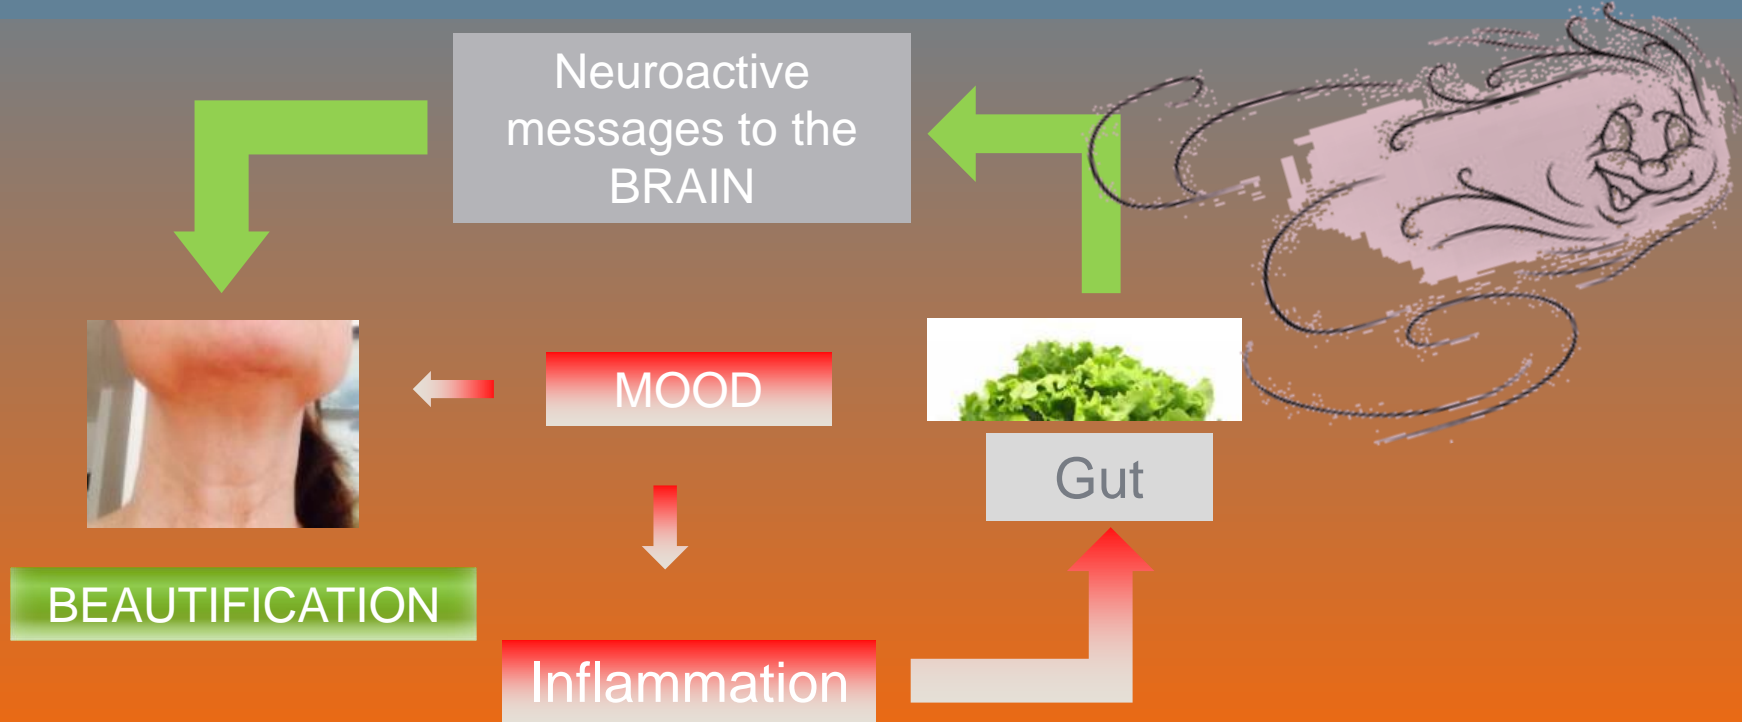 Neuroactive
messages to the
BRAIN
MOOD
Gut
BEAUTIFICATION
Inflammation